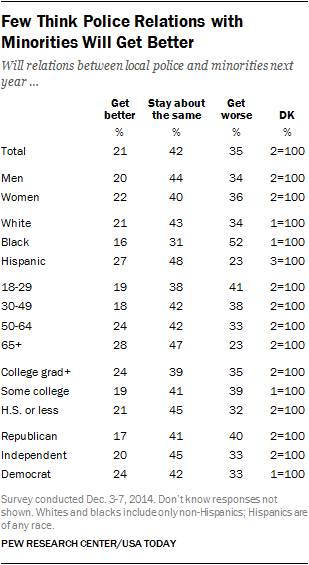 Few Think Police Relations with
Minorities Will Get Better
Will relations between local police and minorities next
year ...
Get better Stay about the same Get worse DK
% % % %
Total 21 42 35 2=100
Men 20 44 34 2=100
Women 22 40 36 2=100
White 21 43 34 1=100
Black 16 31 52 1=100
Hispanic 27 48 23 3=100
18-29 19 38 41 2=100
30-49 18 42 38 2=100
50-64 24 42 33 2=100
65+ 28 47 23 2=100
College grad+ 24 39 35 2=100
Some college 19 41 39 1=100
H.S. or less 21 45 32 2=100
Republican 17 41 40 2=100
Independent 20 45 33 2=100
Democrat 24 42 33 1=100
Survey conducted Dec. 3-7, 2014. Don't know responses not
shown. Whites and blacks include only non-Hispanics; Hispanics are
of any race.
PEW RESEARCH CENTER/USA TODAY